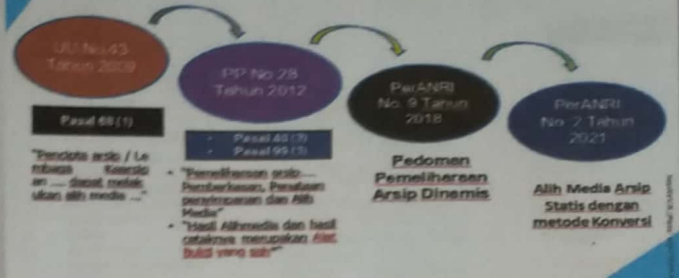 UU No.43
Tahun 2009
PP No 28
Tahun 2012
PerANRI
No. 9 Tahun
2018
PerANRI
No. 2 Tahun
2021
Pasal 68 (1)
• Pasal 40 (3)
• Pasal 99 (3)
"Pencipta arsip / Le
mbaga Kearsip
an .... dapat melak
ukan alih media ..."
• "Pemeliharaan arsip....
Pemberkasan, Penataan
penyimpanan dan Alih
Media"
• "Hasil Alihmedia dan hasil
cetaknya merupakan Alat
Bukti yang sah""
Pedoman
Pemeliharaan
Arsip Dinamis
Alih Media Arsip
Statis dengan
metode Konversi